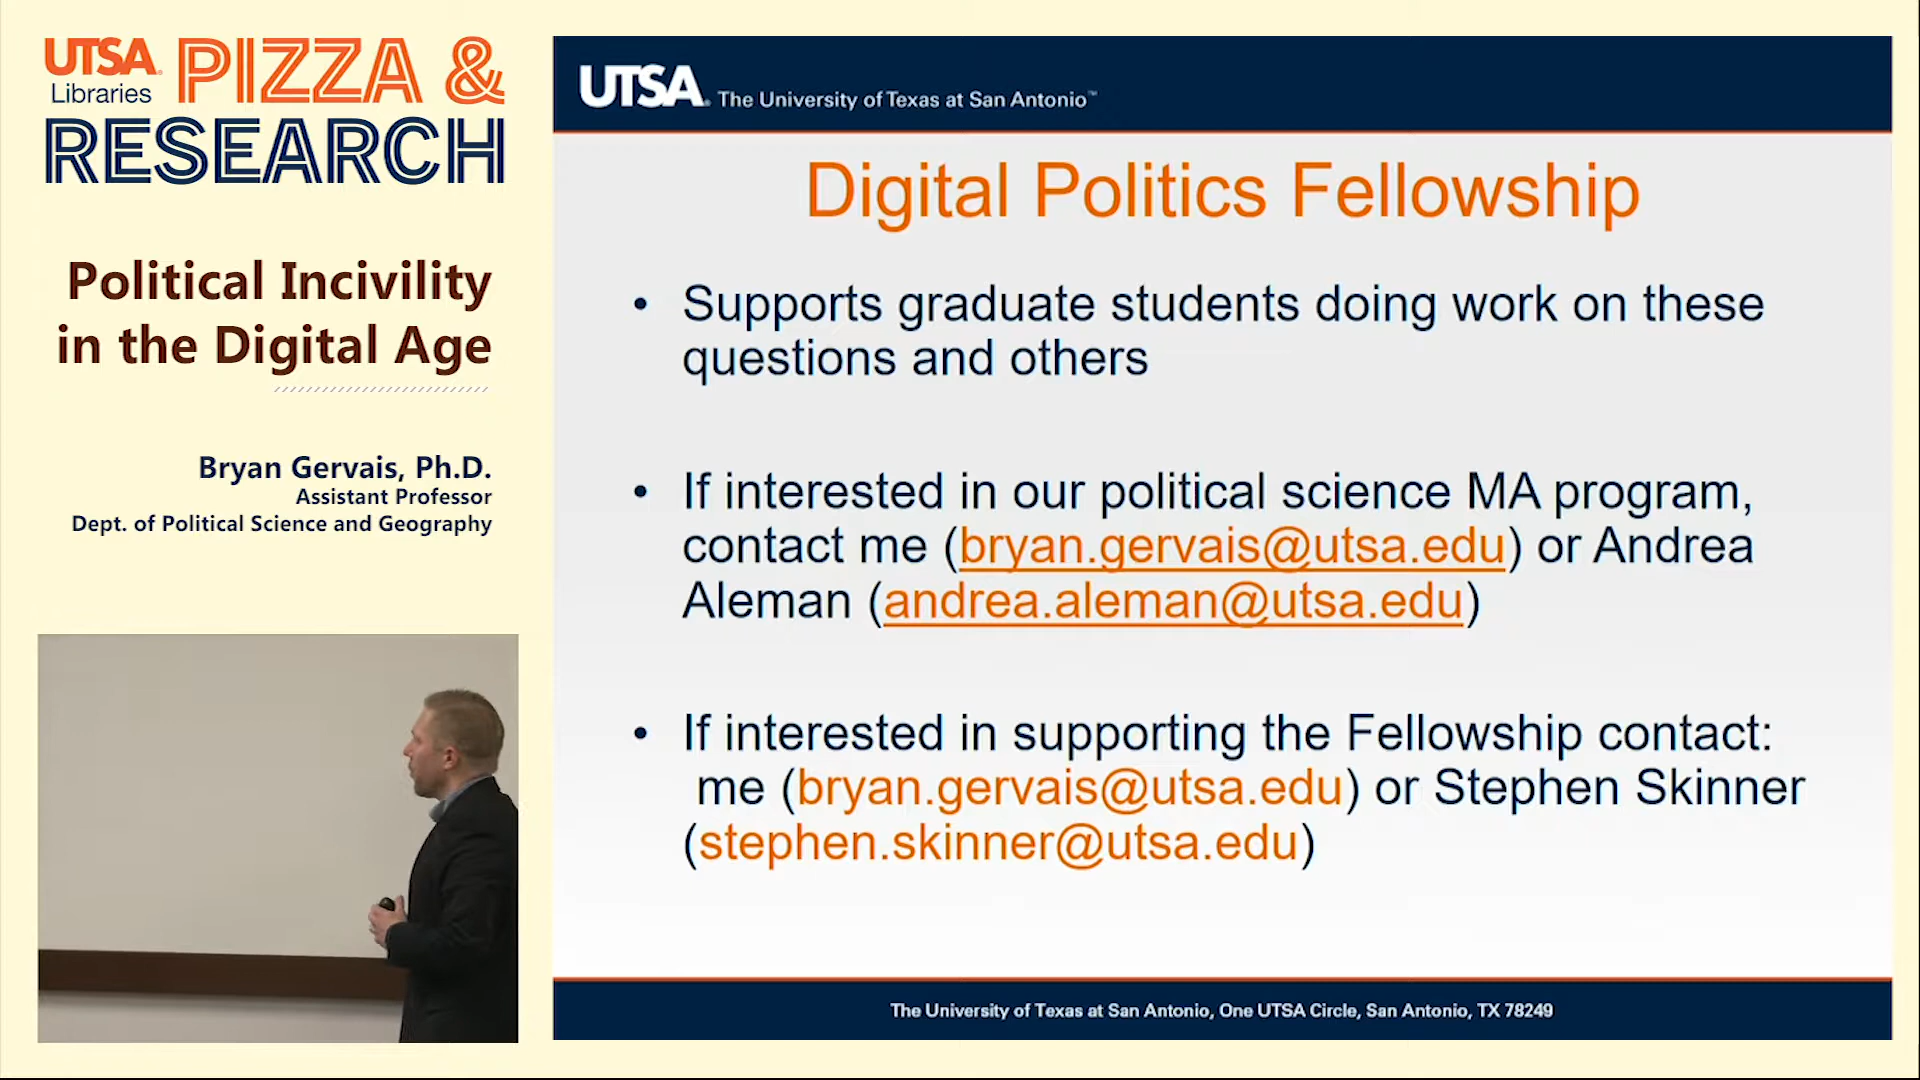 UTSA
Libraries
PIZZA &
RESEARCH
Political Incivility
in the Digital Age
Bryan Gervais, Ph.D.
Assistant Professor
Dept. of Political Science and Geography
UTSA. The University of Texas at San Antonio™
Digital Politics Fellowship
• Supports graduate students doing work on these
questions and others
• If interested in our political science MA program,
contact me (bryan.gervais@utsa.edu) or Andrea
Aleman (andrea.aleman@utsa.edu)
• If interested in supporting the Fellowship contact:
me (bryan.gervais@utsa.edu) or Stephen Skinner
(stephen.skinner@utsa.edu)
The University of Texas at San Antonio, One UTSA Circle, San Antonio, TX 78249